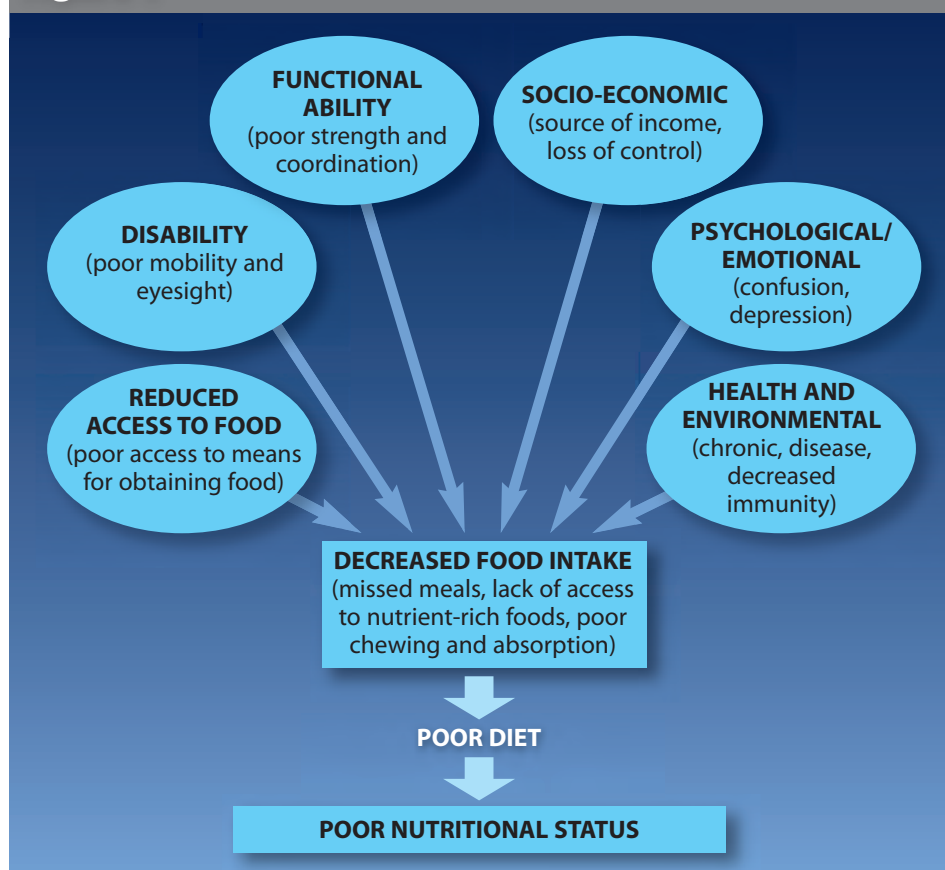 FUNCTIONAL
ABILITY
(poor strength and
coordination)
SOCIO-ECONOMIC
(source of income,
loss of control)
DISABILITY
(poor mobility and
eyesight)
PSYCHOLOGICAL/
EMOTIONAL
(confusion,
depression)
REDUCED
ACCESS TO FOOD
(poor access to means
for obtaining food)
HEALTH AND
ENVIRONMENTAL
(chronic, disease,
decreased
immunity)
DECREASED FOOD INTAKE
(missed meals, lack of access
to nutrient-rich foods, poor
chewing and absorption)
POOR DIET
POOR NUTRITIONAL STATUS